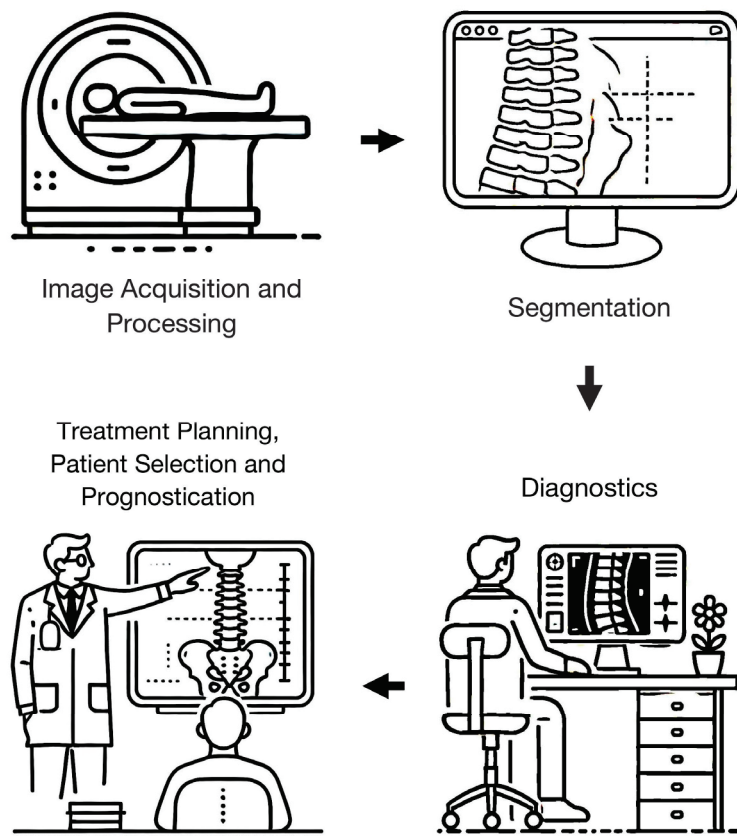 Image Acquisition and
Processing
Segmentation
Treatment Planning,
Patient Selection and
Prognostication
Diagnostics